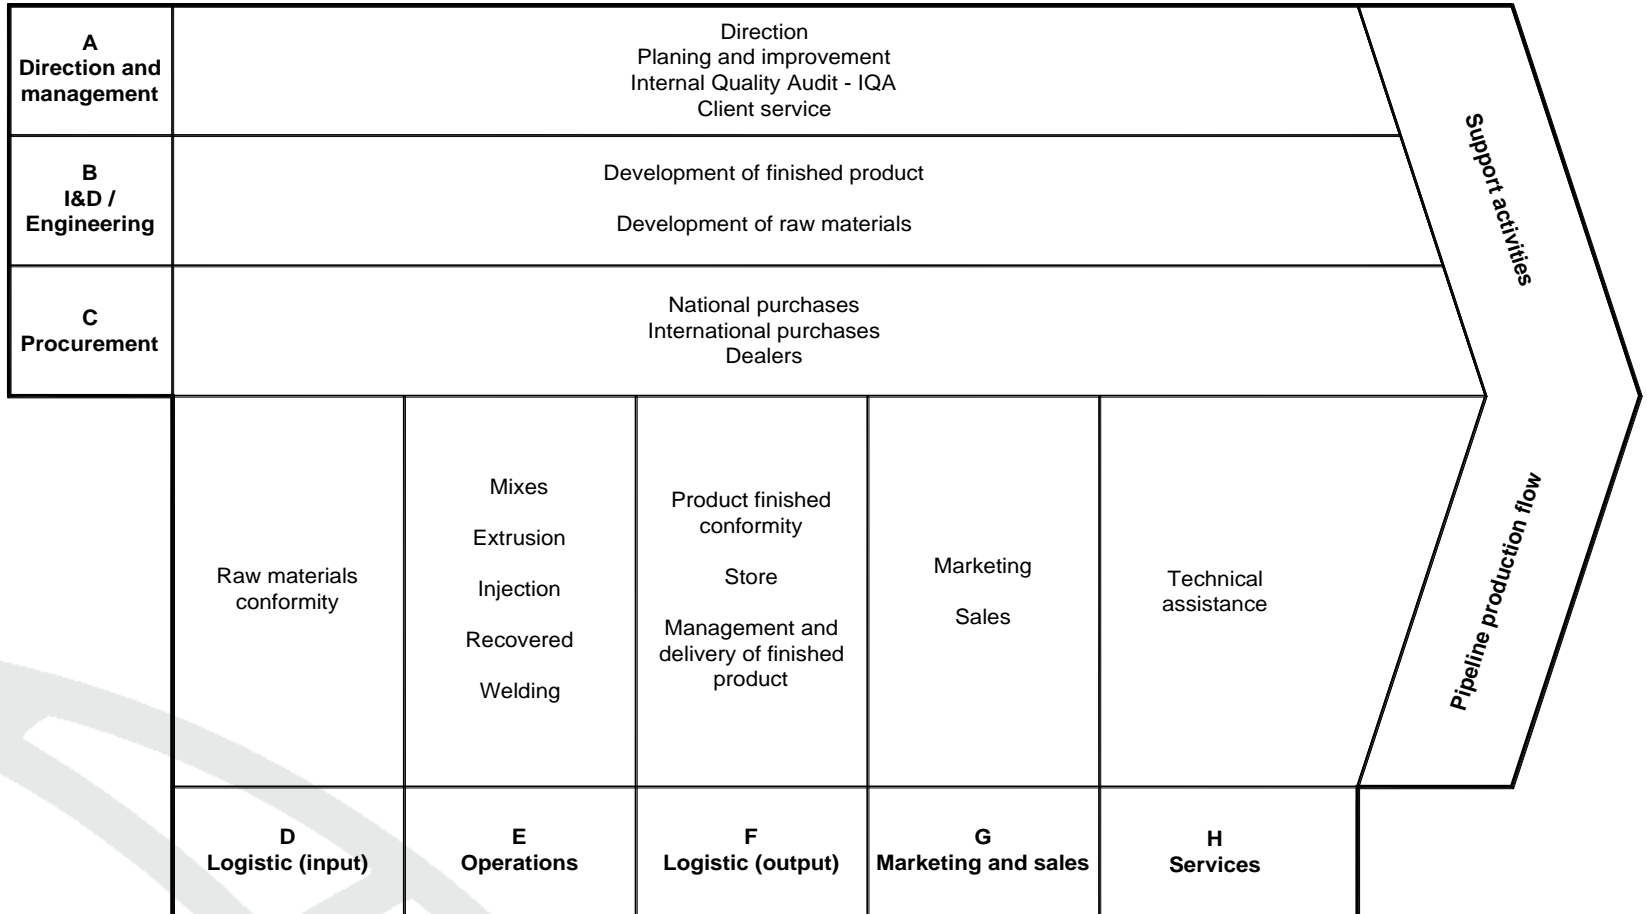 A
Direction and
management
Direction
Planing and improvement
Internal Quality Audit - IQA
Client service
B
I&D /
Engineering
Development of finished product
Development of raw materials
C
Procurement
National purchases
International purchases
Dealers
Support activities
Raw materials
conformity
Mixes
Extrusion
Injection
Recovered
Welding
Product finished
conformity
Store
Management and
delivery of finished
product
Marketing
Sales
Technical
assistance
Pipeline production flow
D
Logistic (input)
E
Operations
F
Logistic (output)
G
Marketing and sales
H
Services